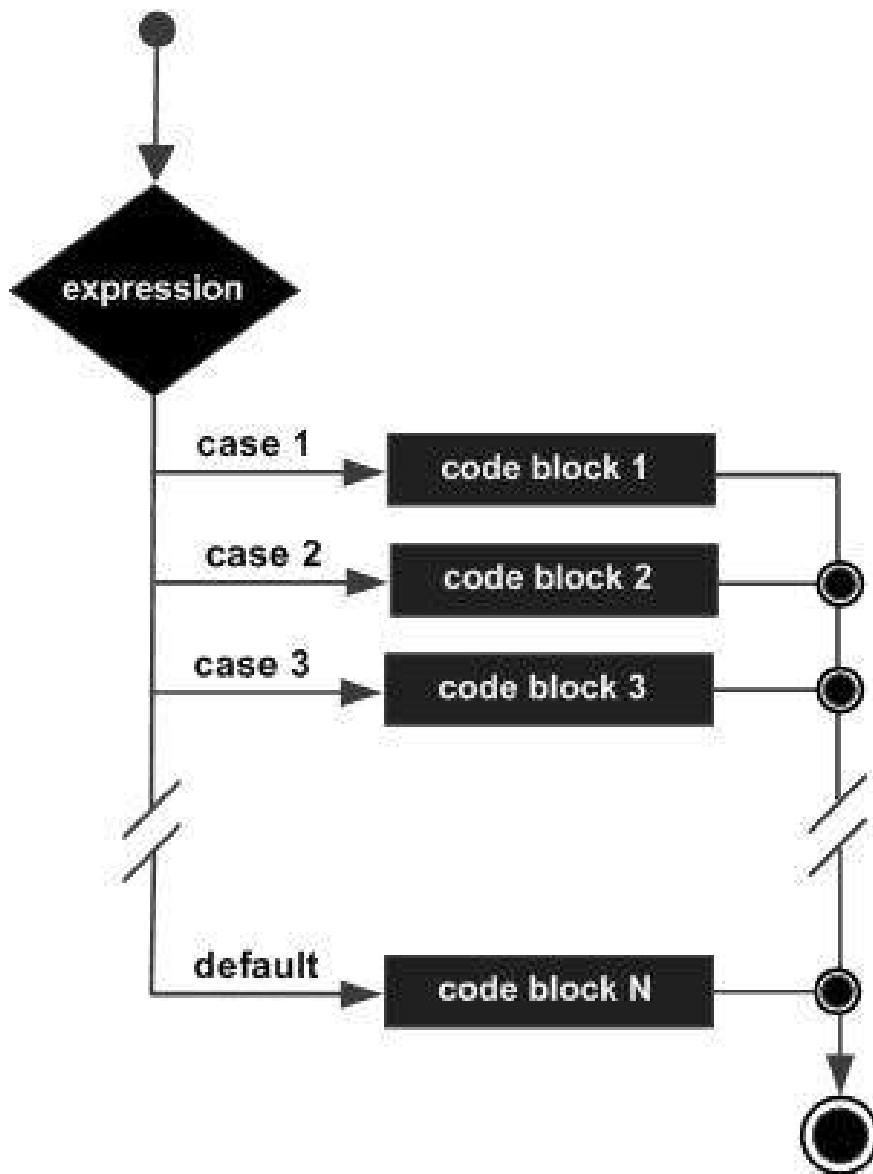 expression
case 1
code block 1
case 2
code block 2
case 3
code block 3
default
code block N